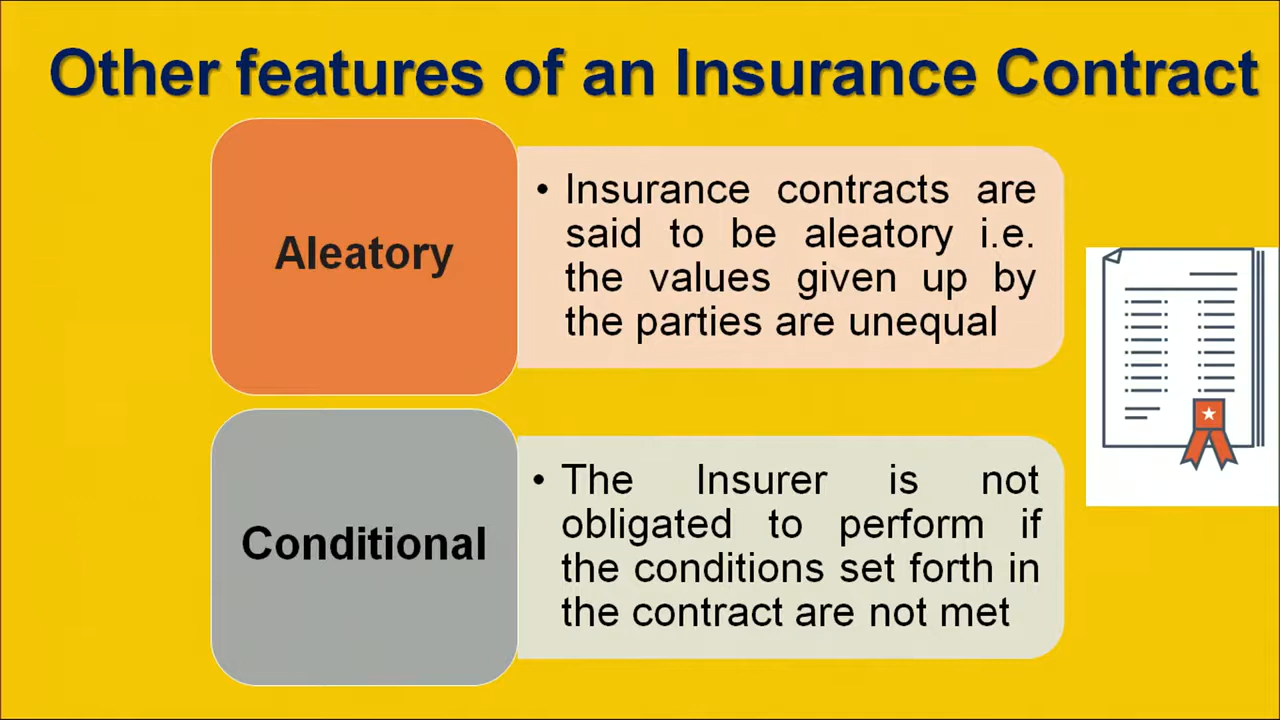 Other features of an Insurance Contract
Aleatory
• Insurance contracts are
said to be aleatory i.e.
the values given up by
the parties are unequal
Conditional
• The Insurer is not
obligated to perform if
the conditions set forth in
the contract are not met